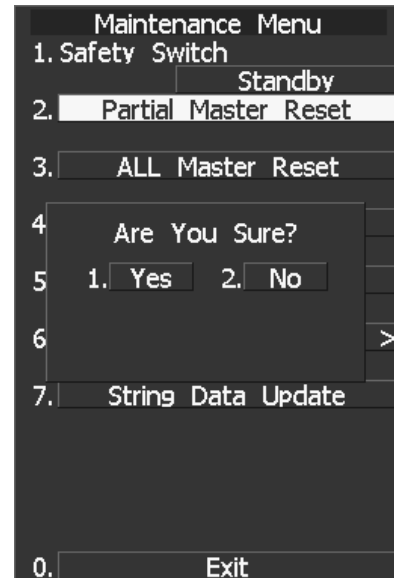 Maintenance Menu
1. Safety Switch
Standby
2. Partial Master Reset
3. ALL Master Reset
4
Are You Sure?
5 1. Yes 2. No
6 >
7. String Data Update
0. Exit